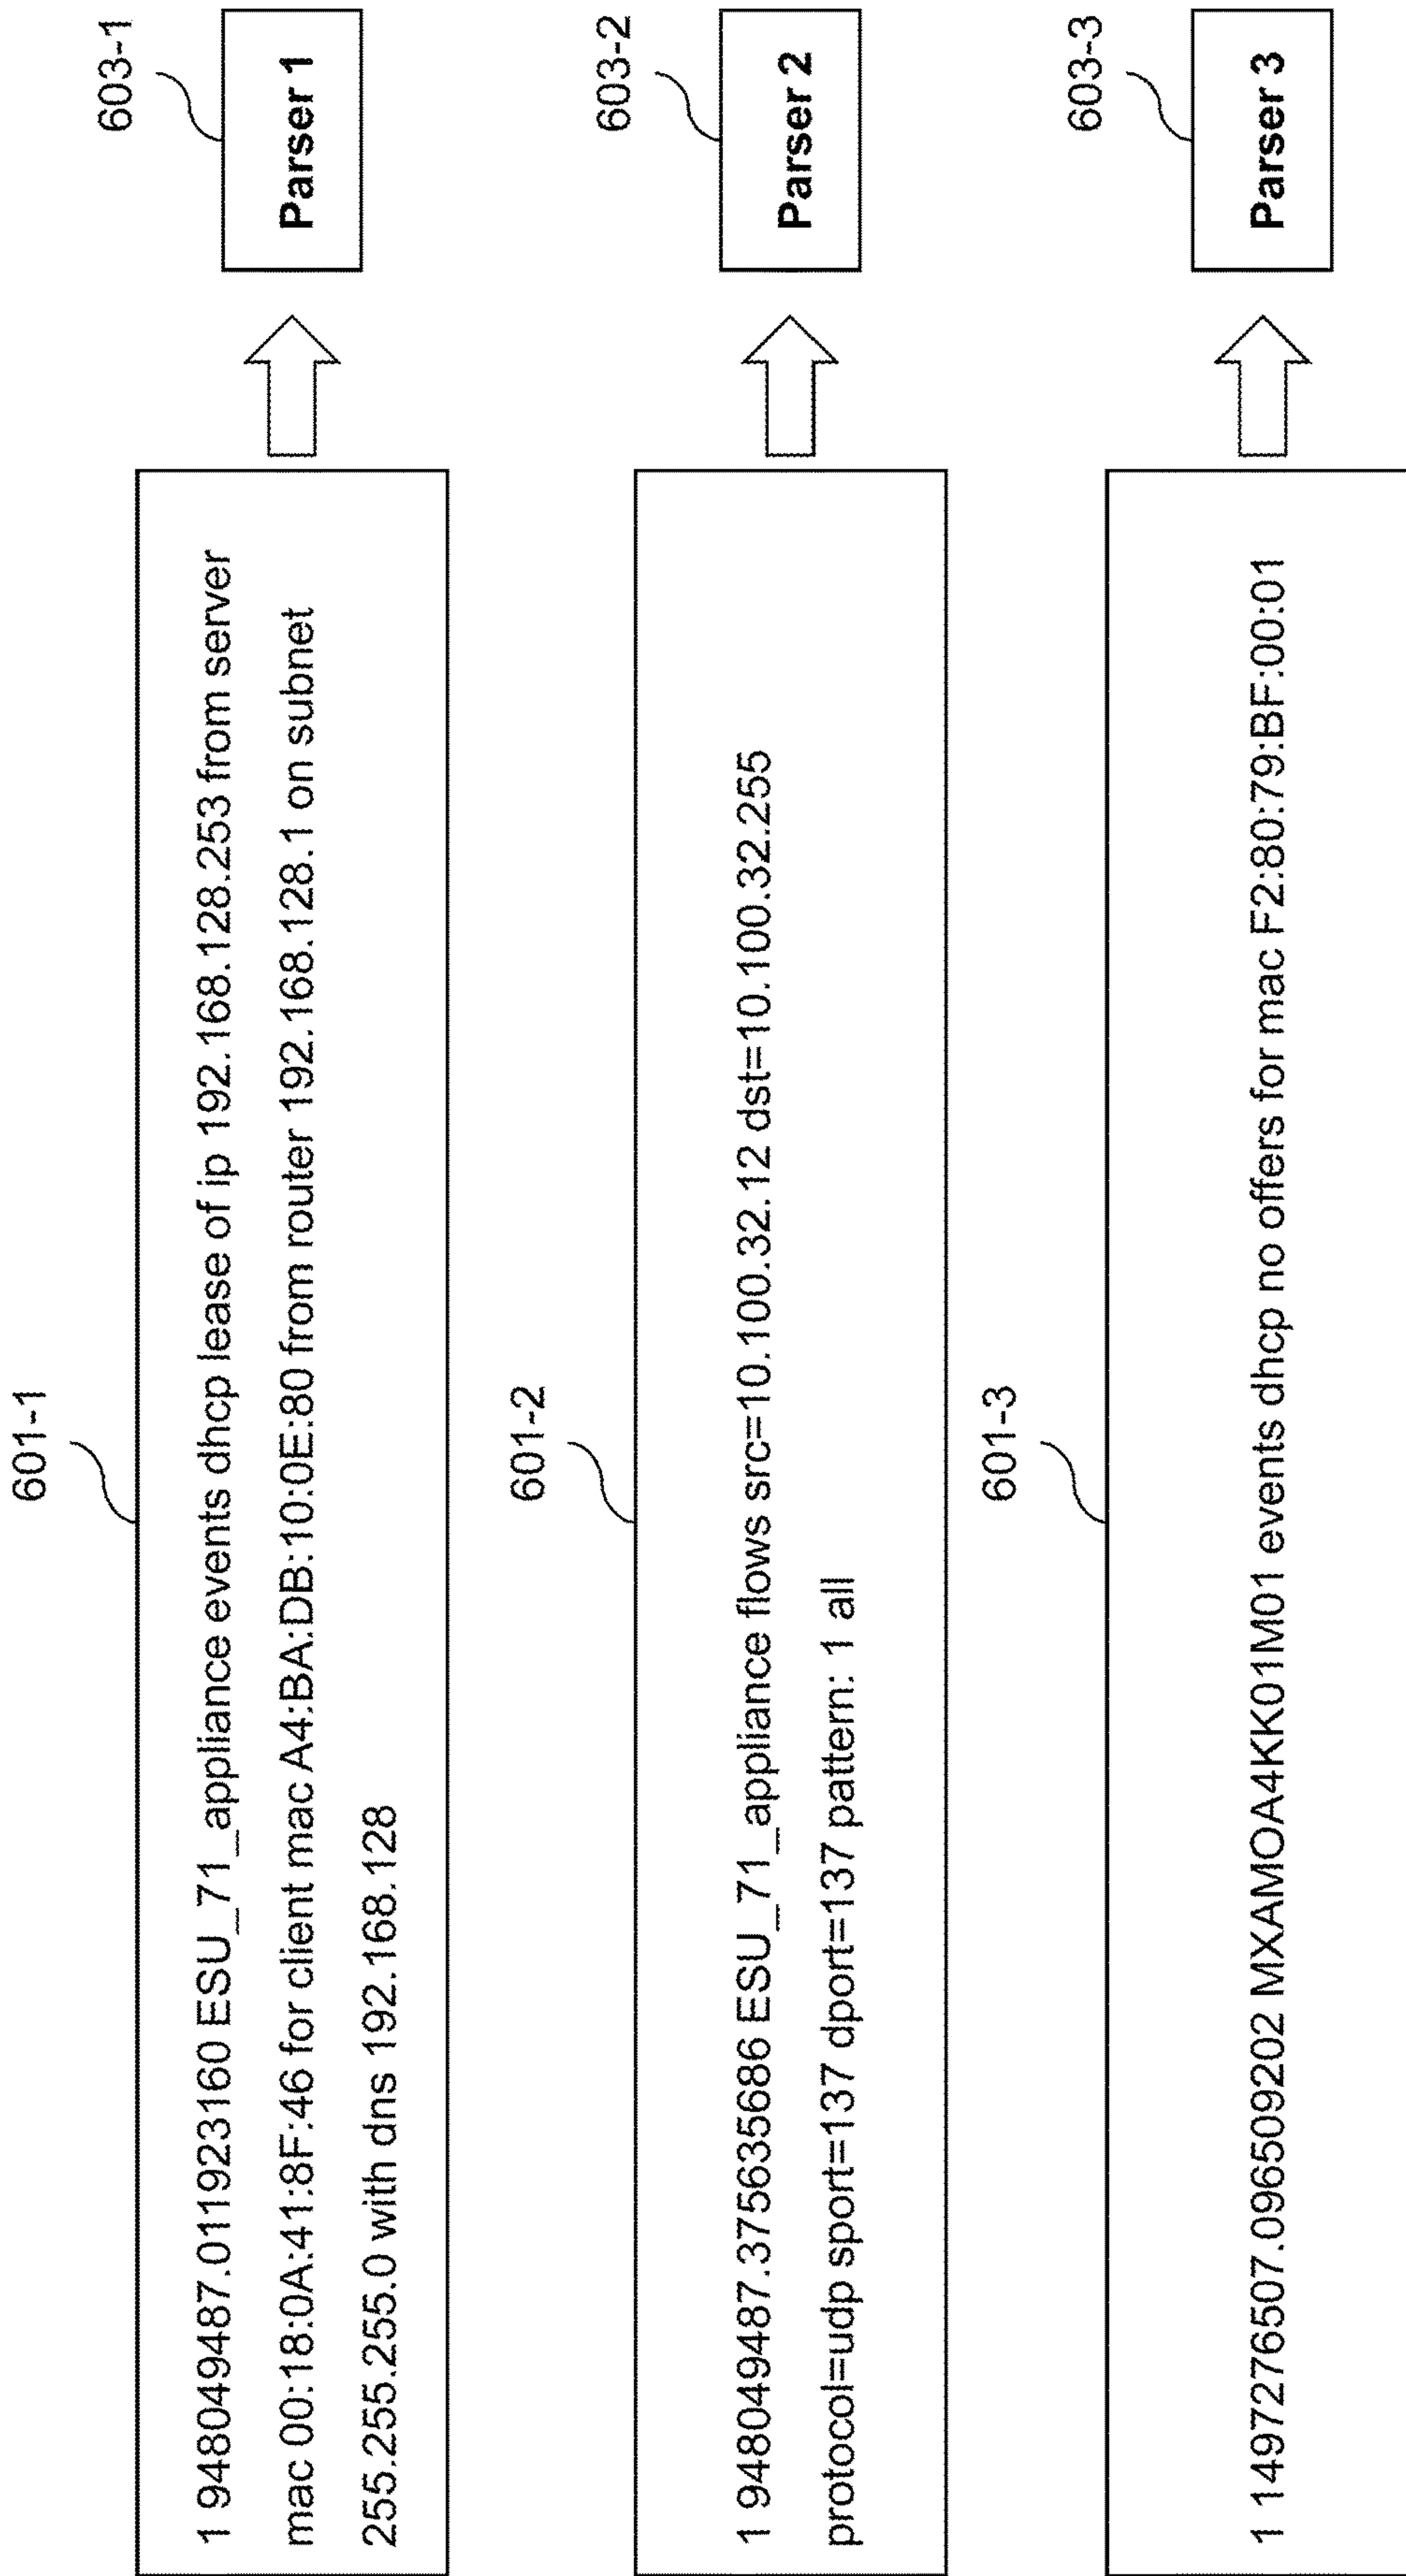 601-1
603-1
1 948049487.011923160 ESU_71_appliance events dhcp lease of ip 192.168.128.253 from server
mac 00:18:0A:41:8F:46 for client mac A4:BA:DB:10:0E:80 from router 192.168.128.1 on subnet
255.255.255.0 with dns 192.168.128
Parser 1
601-2
603-2
1 948049487.375635686 ESU_71_appliance flows src=10.100.32.12 dst=10.100.32.255
protocol=udp sport=137 dport=137 pattern: 1 all
Parser 2
601-3
603-3
1 1497276507.096509202 MXAMOA4KK01M01 events dhcp no offers for mac F2:80:79:BF:00:01
Parser 3